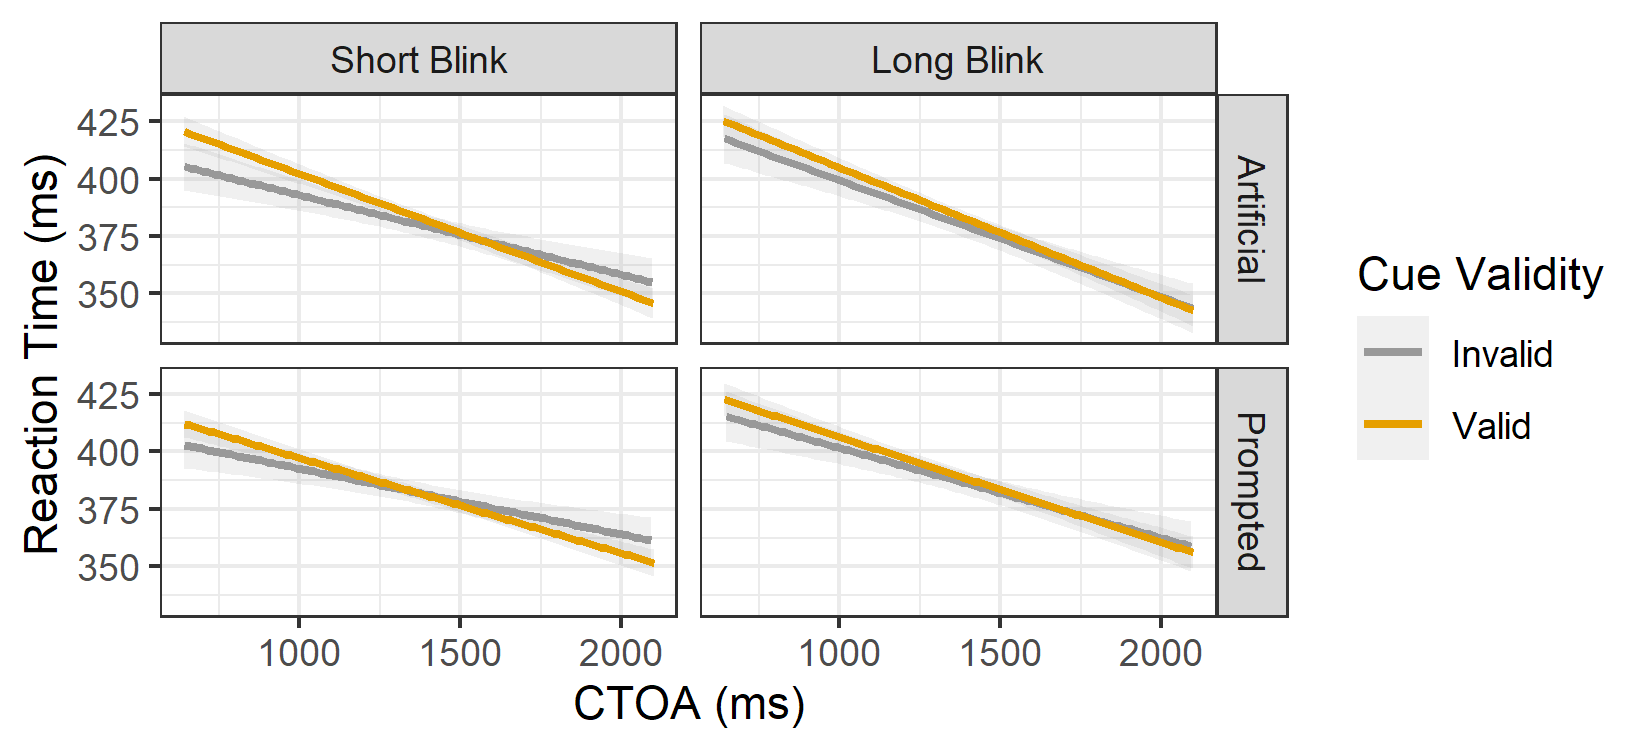 Short Blink
Long Blink
425
400
375
350
Artificial
425
400
375
350
Prompted
Reaction Time (ms)
1000
1500
2000
1000
1500
2000
CTOA (ms)
Cue Validity
Invalid
Valid